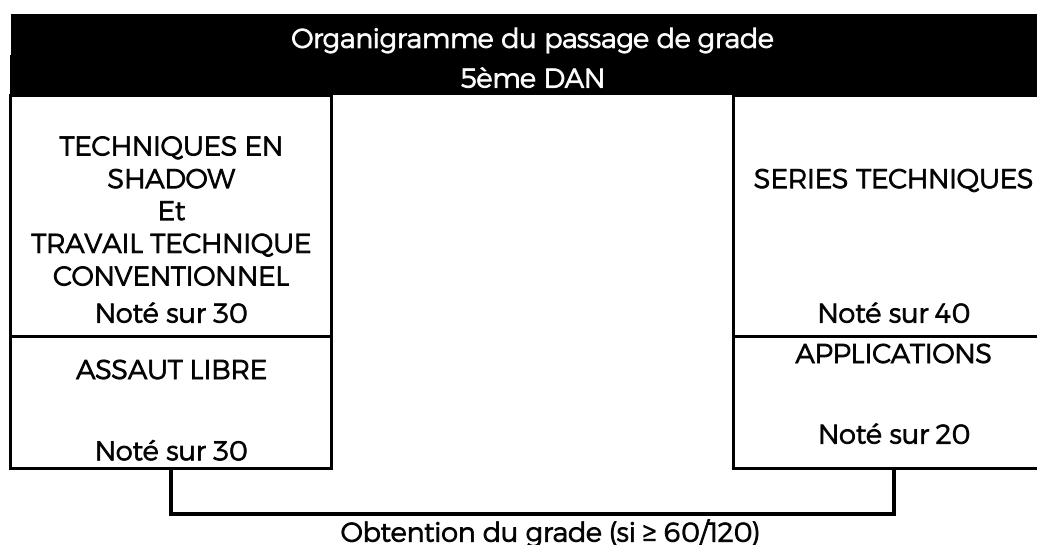 Organigramme du passage de grade
5ème DAN
TECHNIQUES EN
SHADOW
Et
TRAVAIL TECHNIQUE
CONVENTIONNEL
Noté sur 30
ASSAUT LIBRE
Noté sur 30
SERIES TECHNIQUES
Noté sur 40
APPLICATIONS
Noté sur 20
Obtention du grade (si ≥ 60/120)